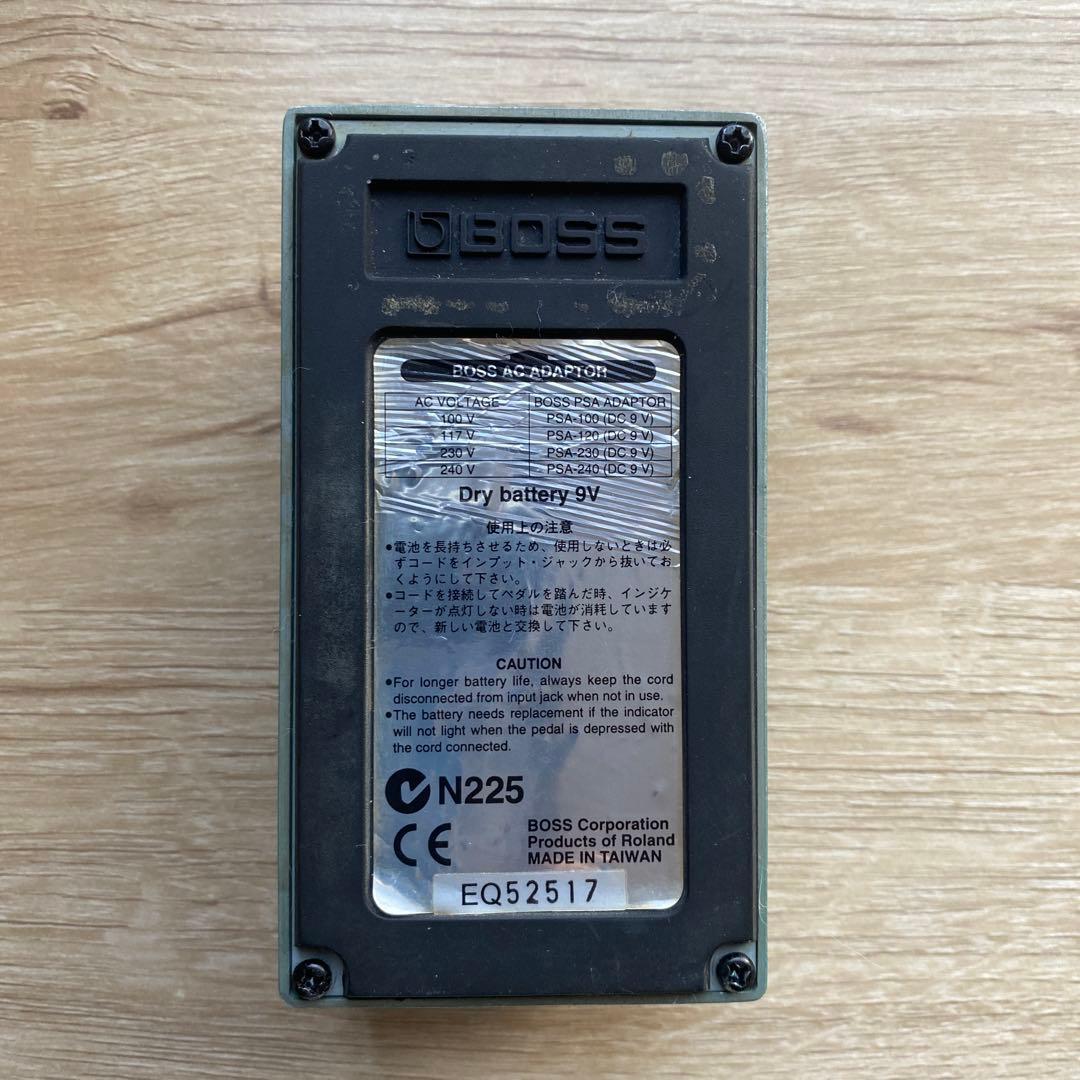 BOSS
BOSS AC ADAPTOR
AC VOLTAGE BOSS PSA ADAPTOR
100 V PSA-100 (DC 9 V)
117 V PSA-120 (DC 9 V)
230 V PSA-230 (DC 9 V)
240 V PSA-240 (DC 9 V)
Dry battery 9V
使用上の注意
●電池を長持ちさせるため、使用しないときは必
ずコードをインプット・ジャックから抜いてお
くようにして下さい。
●コードを接続してペダルを踏んだ時、インジケ
ーターが点灯しない時は電池が消耗しています
ので、新しい電池と交換して下さい。
CAUTION
●For longer battery life, always keep the cord
disconnected from input jack when not in use.
●The battery needs replacement if the indicator
will not light when the pedal is depressed with
the cord connected.
N225
CE
BOSS Corporation
Products of Roland
MADE IN TAIWAN
EQ52517